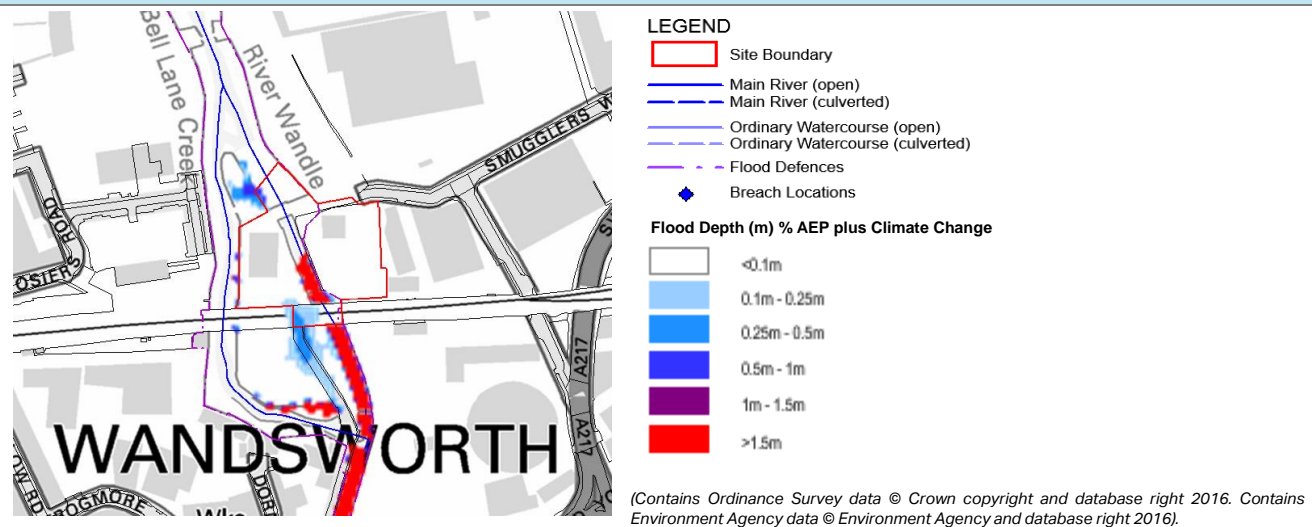 Bell Lane Creek
River Wandle
SMUGGLERS W
OSIERS ROAD
A217
A217
WANDSWORTH
OGMORE
DORM
LEGEND
Site Boundary
Main River (open)
Main River (culverted)
Ordinary Watercourse (open)
Ordinary Watercourse (culverted)
Flood Defences
Breach Locations
Flood Depth (m) % AEP plus Climate Change
<0.1m
0.1m - 0.25m
0.25m - 0.5m
0.5m - 1m
1m - 1.5m
>1.5m
(Contains Ordinance Survey data © Crown copyright and database right 2016. Contains
Environment Agency data © Environment Agency and database right 2016).